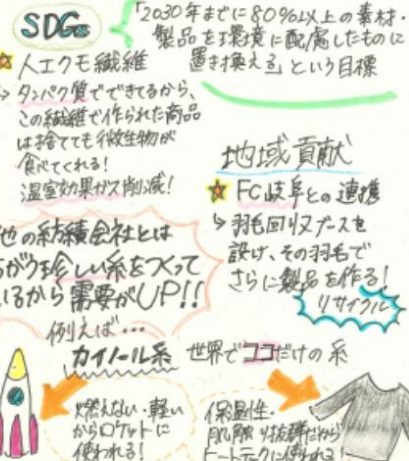 SDGs
「2030年までに80%以上の素材・
製品を環境に配慮したものに
置き換える」という目標
☆人工クモ繊維
↳タンパク質でできてるから、
この繊維で作られた商品
は捨てても微生物が
食べてくれる!
温室効果ガス削減!
地域貢献
☆FC岐阜との連携
↳羽毛回収ブースを
設け、その羽毛で
さらに製品を作る!
リサイクル
他の紡績会社とは
ちがう珍しい糸をつくって
いるから需要がUP!!
例えば…
カイノール糸 世界でココだけの糸
燃えない・軽い
からロケットに
使われる!
保温性・
肌触り抜群だから
ヒートテクに使われる!